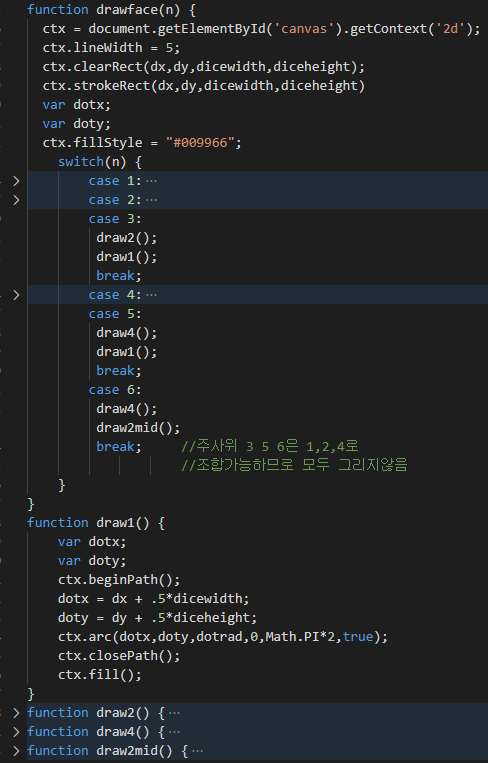 function drawface(n) {
ctx = document.getElementById('canvas').getContext('2d');
ctx.lineWidth = 5;
ctx.clearRect(dx,dy,dicewidth,diceheight);
ctx.strokeRect(dx,dy,dicewidth,diceheight)
var dotx;
var doty;
ctx.fillStyle = "#009966";
switch(n) {
case 1:…
case 2:…
case 3:
draw2();
draw1();
break;
case 4:…
case 5:
draw4();
draw1();
break;
case 6:
draw4();
draw2mid();
break; //주사위 3 5 6은 1,2,4로
//조합가능하므로 모두 그리지않음
}
}
function draw1() {
var dotx;
var doty;
ctx.beginPath();
dotx = dx + .5*dicewidth;
doty = dy + .5*diceheight;
ctx.arc(dotx,doty,dotrad,0,Math.PI*2,true);
ctx.closePath();
ctx.fill();
}
function draw2() {…
function draw4() {…
function draw2mid() {…